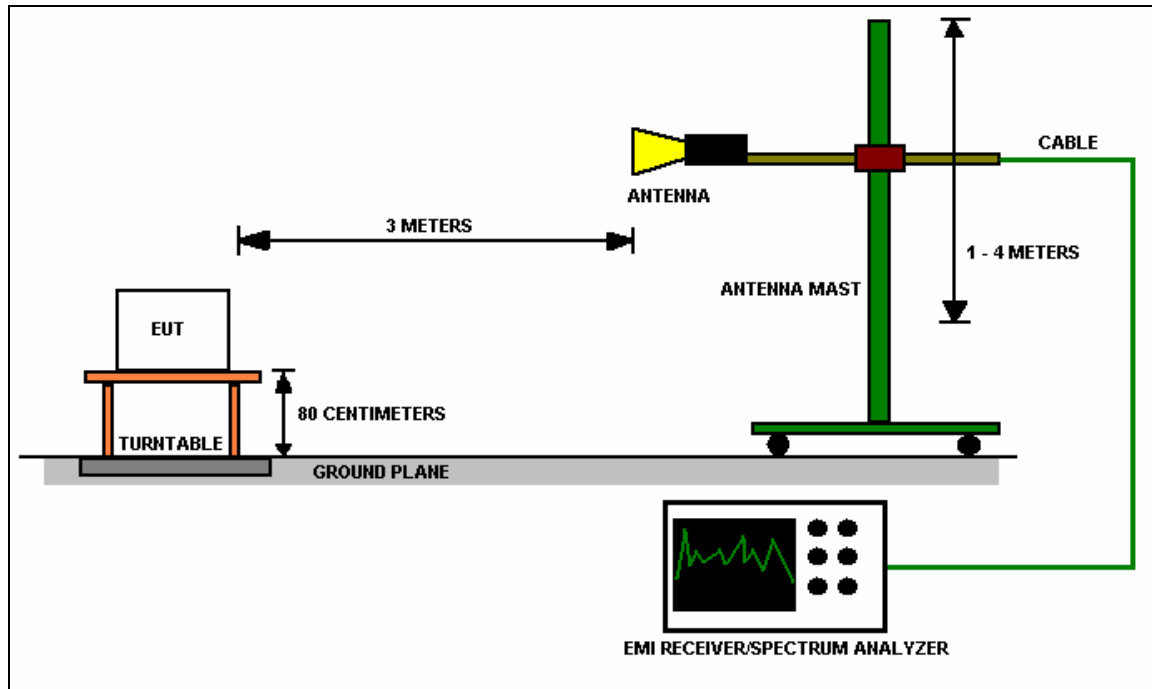 CABLE
ANTENNA
3 METERS
1 - 4 METERS
ANTENNA MAST
EUT
80 CENTIMETERS
TURNTABLE
GROUND PLANE
EMI RECEIVER/SPECTRUM ANALYZER